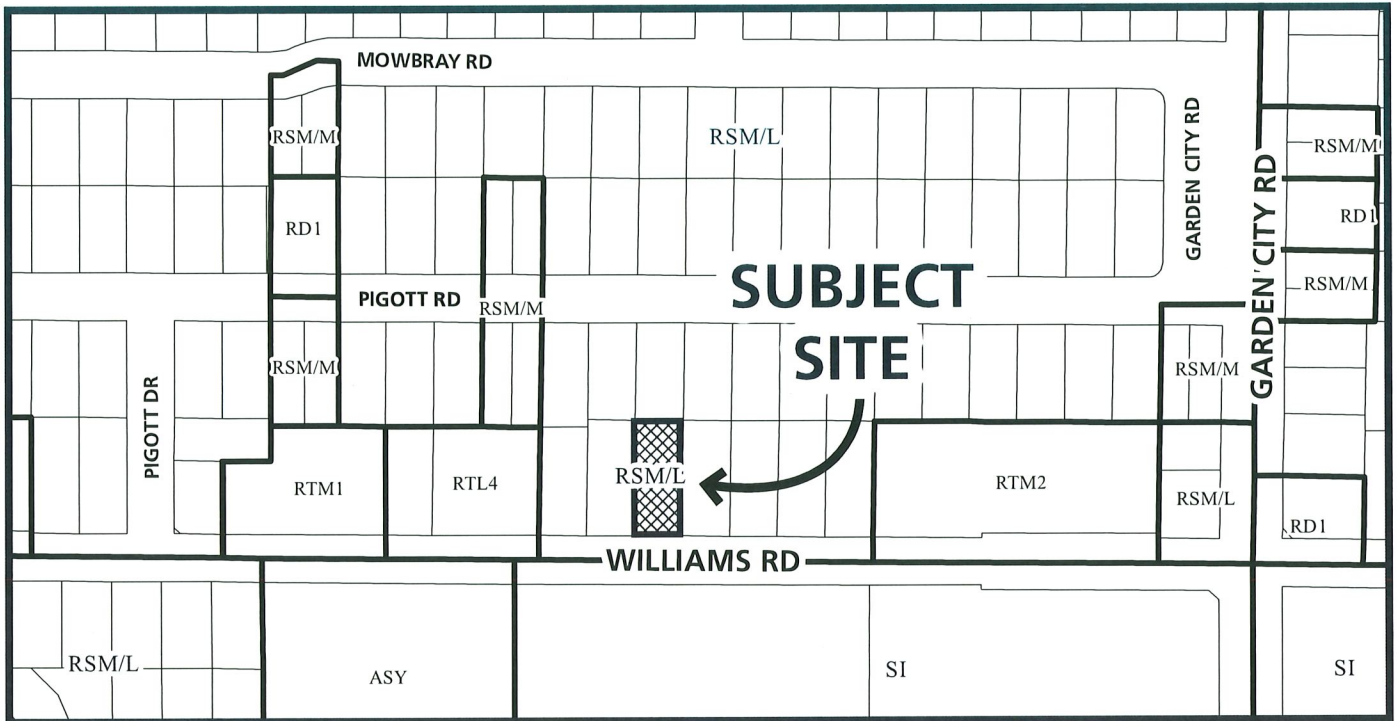 MOWBRAY RD
RSM/M
RSM/L
GARDEN CITY RD
GARDEN CITY RD
RSM/M
RD1
RD1
SUBJECT
SITE
PIGOTT RD
RSM/M
RSM/M
RSM/M
RSM/M
PIGOTT DR
RSM/L
RTM1
RTL4
RTM2
RSM/L
RD1
WILLIAMS RD
RSM/L
ASY
SI
SI